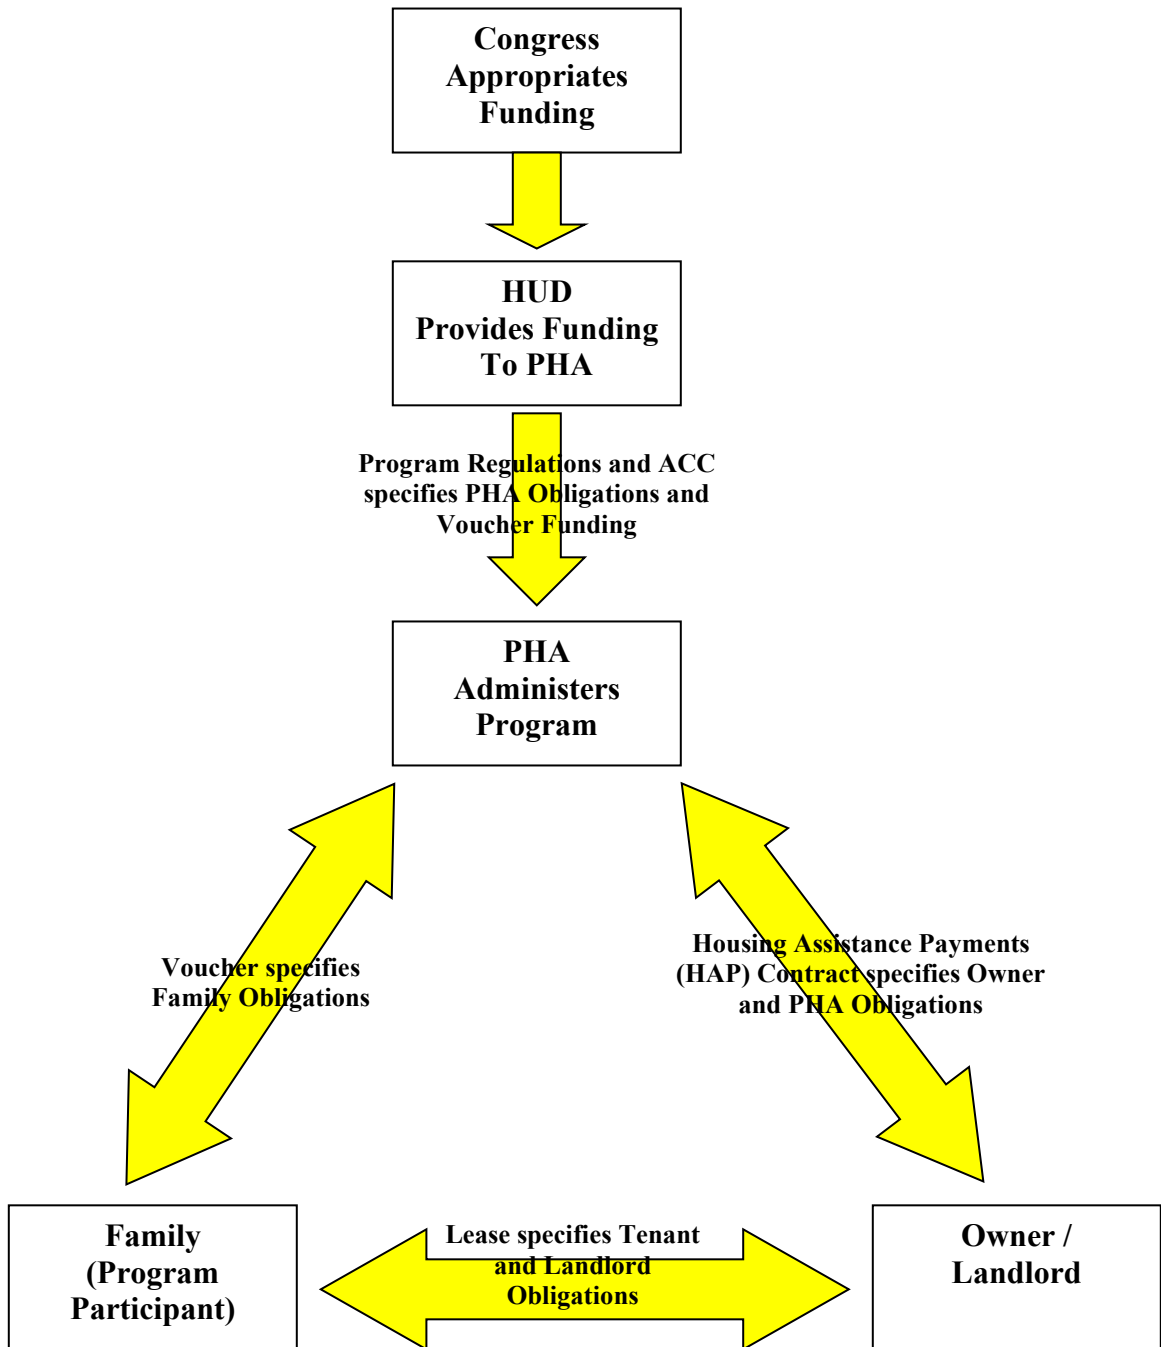 Congress
Appropriates
Funding
HUD
Provides Funding
To PHA
Program Regulations and ACC
specifies PHA Obligations and
Voucher Funding
PHA
Administers
Program
Voucher specifies
Family Obligations
Housing Assistance Payments
(HAP) Contract specifies Owner
and PHA Obligations
Family
(Program
Participant)
Lease specifies Tenant
and Landlord
Obligations
Owner /
Landlord